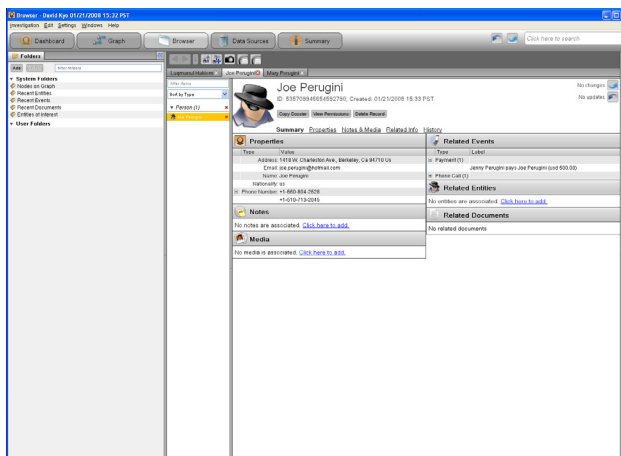 Browser - David Kyo 01/21/2008 15:32 PST
Investigation Edit Settings Windows Help
Dashboard Graph Browser Data Sources Summary Click here to search
Folders
System Folders
Nodes on Graph
Recent Entities
Recent Events
Recent Documents
Entities of Interest
User Folders
Luqmanul Hakiem Joe Perugini Marg Perugini
Sort by Type
Person (1)
Joe Perugini
Joe Perugini
Created: 01/21/2008 15:33 PST
No changes
No updates
Copy Dossier View Permissions Delete Record
Summary Properties Notes & Media Related Info History
Properties
Type Value
Address 1419 W. Charleston Ave., Berkeley, Ca 94710 Us
Email joe.perugini@hotmail.com
Name Joe Perugini
Nationality us
Phone Number +1-660-834-2628
+1-610-713-2045
Notes
No notes are associated. Click here to add.
Media
No media is associated. Click here to add.
Related Events
Type Label
Payment (1)
Jenny Perugini pays Joe Perugini (usd 500.00)
Phone Call (1)
Related Entities
No entities are associated. Click here to add.
Related Documents
No related documents